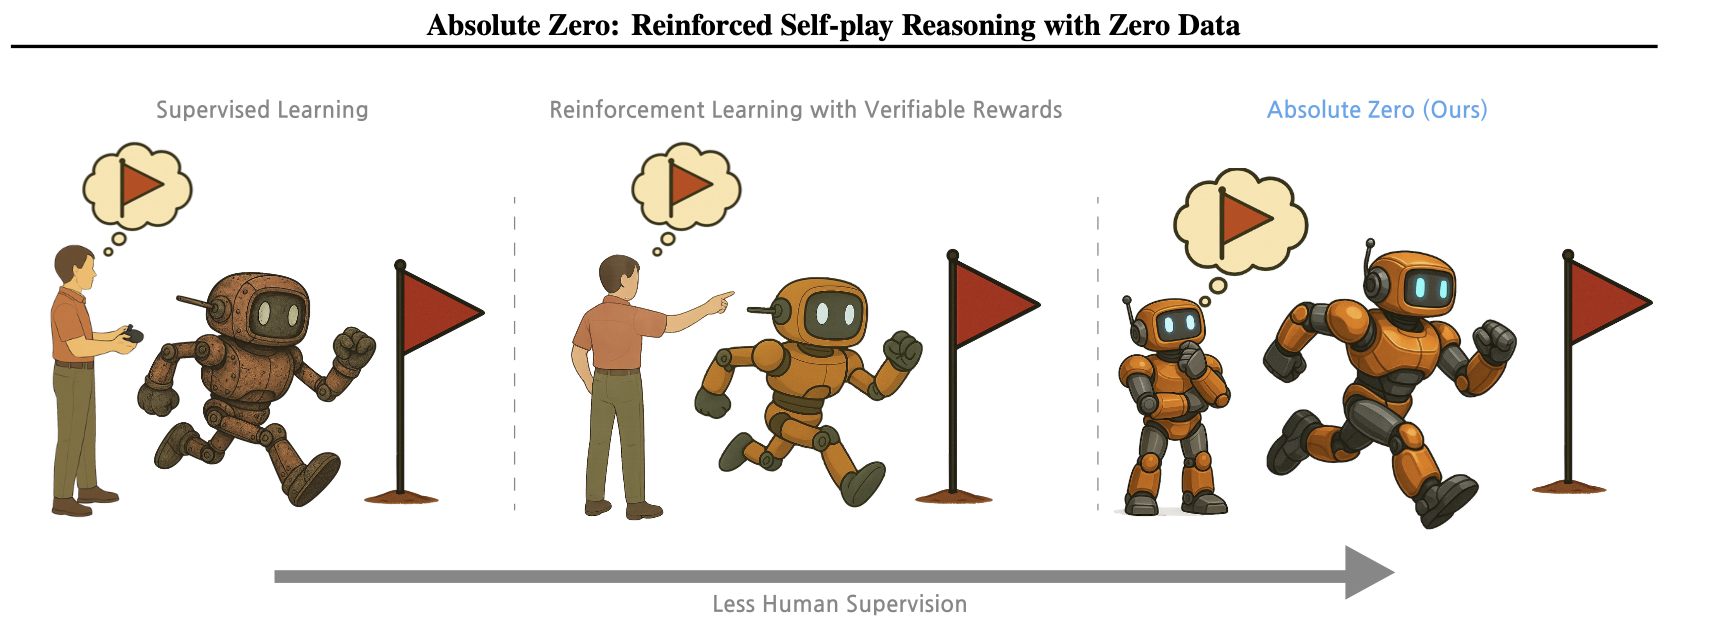 Absolute Zero: Reinforced Self-play Reasoning with Zero Data
Supervised Learning
Reinforcement Learning with Verifiable Rewards
Absolute Zero (Ours)
Less Human Supervision